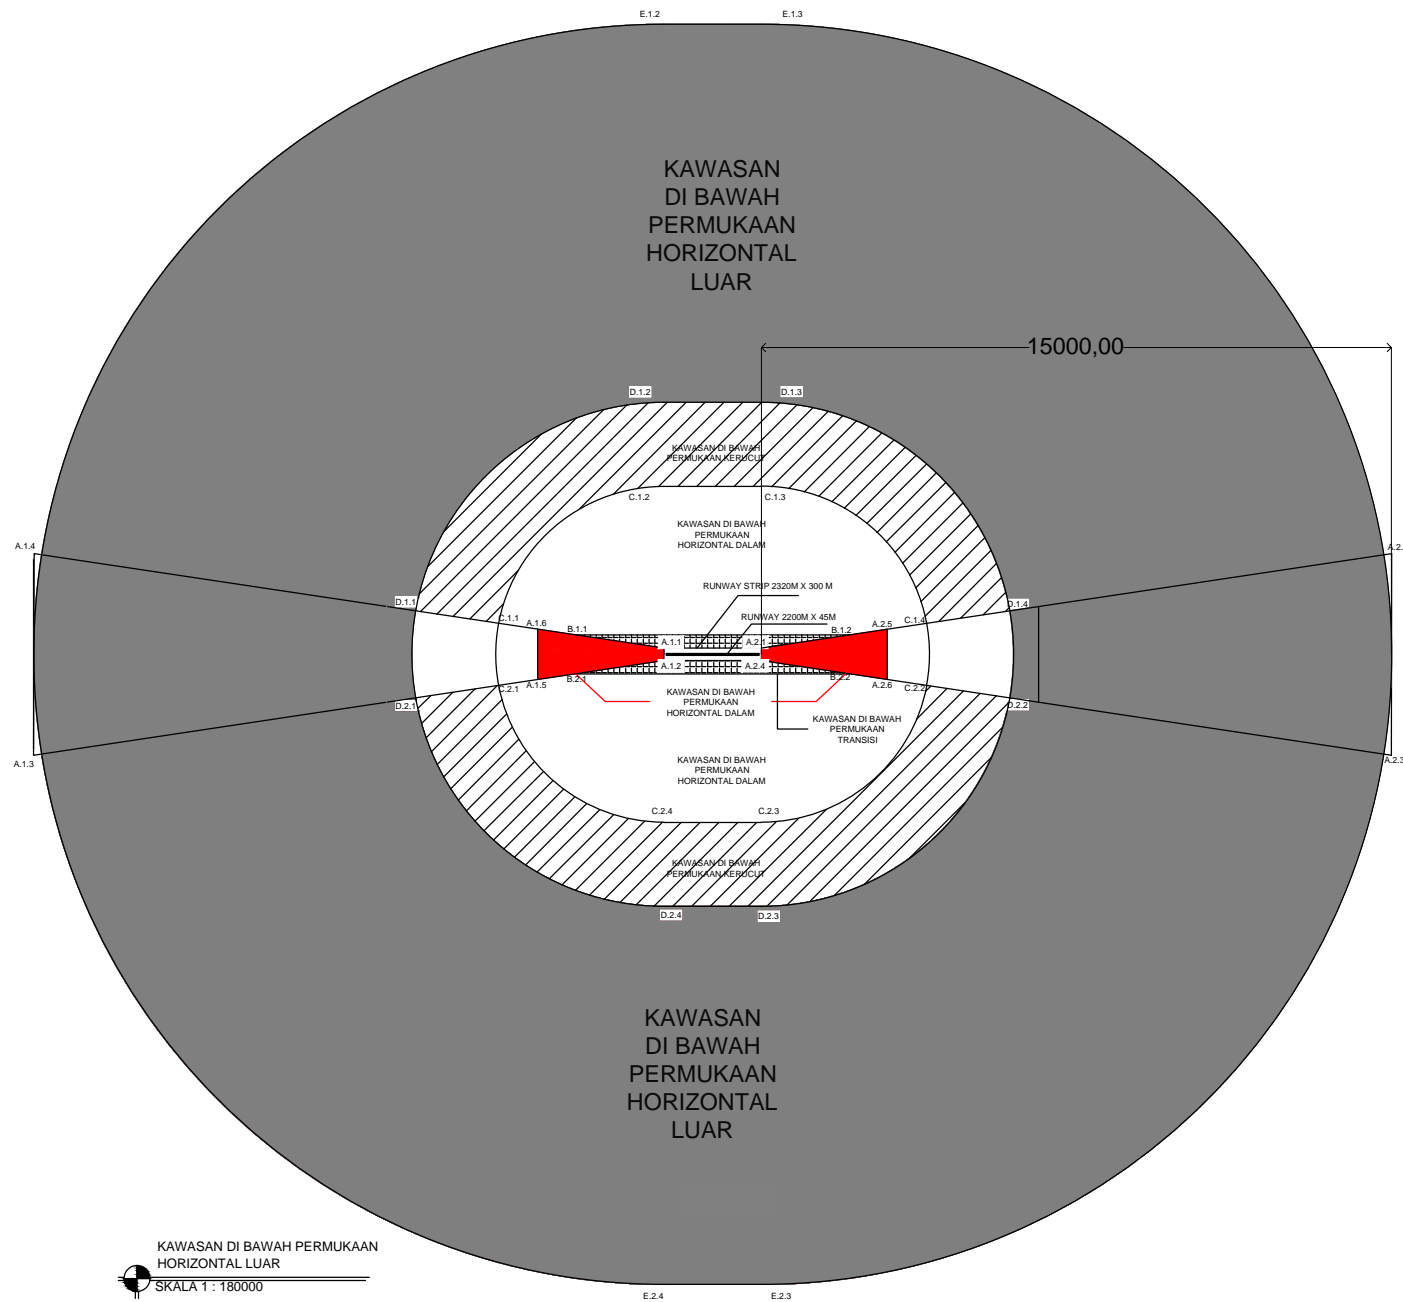 E.1.2
E.1.3
KAWASAN
DI BAWAH
PERMUKAAN
HORIZONTAL
LUAR
15000,00
D.1.2
D.1.3
KAWASAN DI BAWAH
PERMUKAAN KERUCUT
C.1.2
C.1.3
KAWASAN DI BAWAH
PERMUKAAN
HORIZONTAL DALAM
A.1.4
A.2.
RUNWAY STRIP 2320M X 300 M
D.1.1
D.1.4
RUNWAY 2200M X 45M
C.1.1
A.1.6
B.1.1
B.1.2
A.2.5
C.1.4
A.1.1
A.2.1
A.1.2
A.2.4
C.2.1
A.1.5
B.2.1
B.2.2
A.2.6
C.2.2
KAWASAN DI BAWAH
PERMUKAAN
HORIZONTAL DALAM
D.2.1
D.2.2
KAWASAN DI BAWAH
PERMUKAAN
TRANSISI
A.1.3
A.2.3
KAWASAN DI BAWAH
PERMUKAAN
HORIZONTAL DALAM
C.2.4
C.2.3
KAWASAN DI BAWAH
PERMUKAAN KERUCUT
D.2.4
D.2.3
KAWASAN
DI BAWAH
PERMUKAAN
HORIZONTAL
LUAR
KAWASAN DI BAWAH PERMUKAAN
HORIZONTAL LUAR
SKALA 1 : 180000
E.2.4
E.2.3